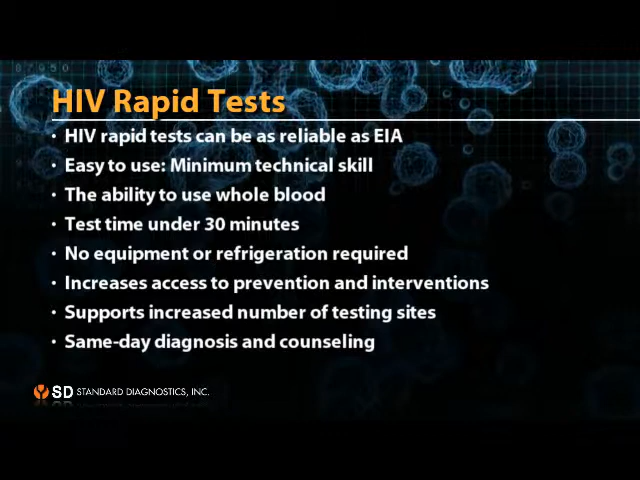 87950
HIV Rapid Tests
• HIV rapid tests can be as reliable as EIA
• Easy to use: Minimum technical skill
• The ability to use whole blood
• Test time under 30 minutes
• No equipment or refrigeration required
• Increases access to prevention and interventions
• Supports increased number of testing sites
• Same-day diagnosis and counseling
SD STANDARD DIAGNOSTICS, INC.